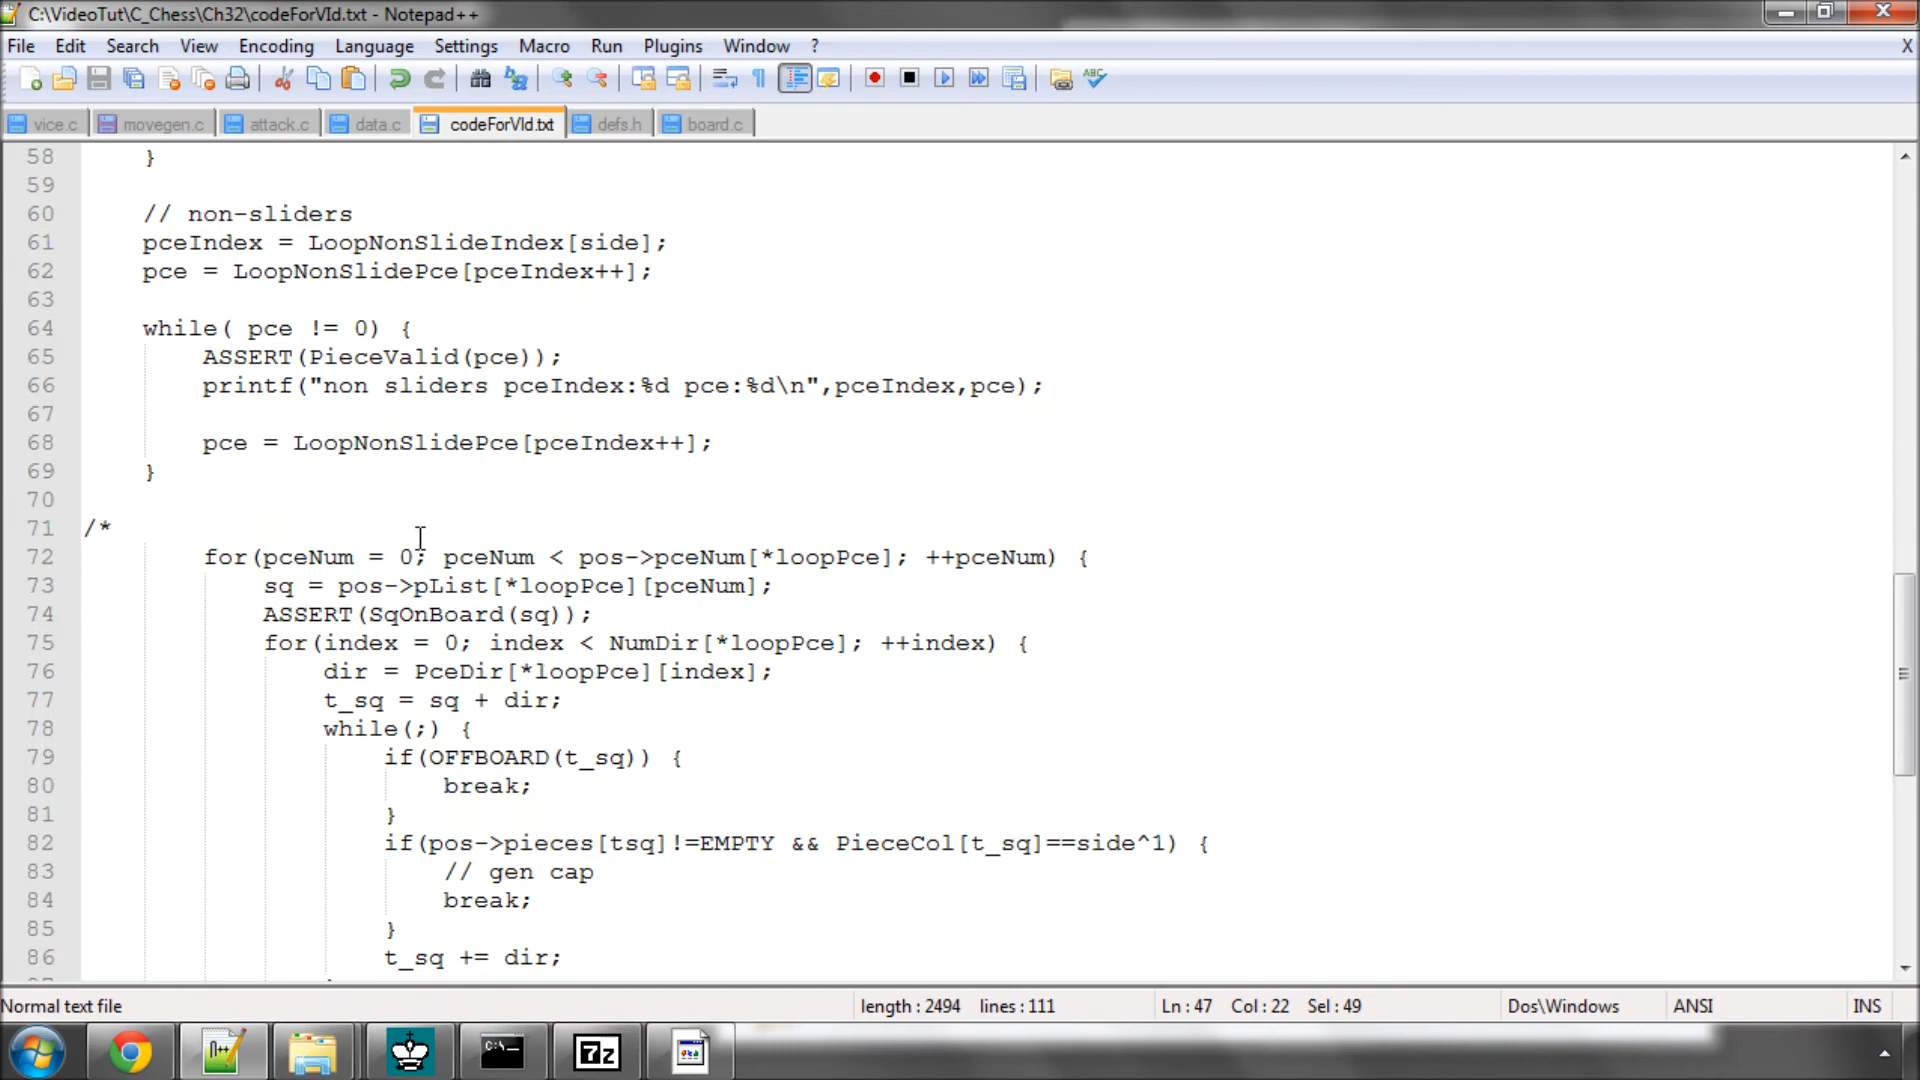 C:\VideoTut\C_Chess\Ch32\codeForVId.txt - Notepad++
File Edit Search View Encoding Language Settings Macro Run Plugins Window ? X
vice.c movegen.c attack.c data.c codeForVId.txt defs.h board.c
58 }
59
60 // non-sliders
61 pceIndex = LoopNonSlideIndex[side];
62 pce = LoopNonSlidePce[pceIndex++];
63
64 while( pce != 0) {
65 ASSERT(PieceValid(pce));
66 printf("non sliders pceIndex:%d pce:%d\n",pceIndex,pce);
67
68 pce = LoopNonSlidePce[pceIndex++];
69 }
70
71 /*
72 for(pceNum = 0; pceNum < pos->pceNum[*loopPce]; ++pceNum) {
73 sq = pos->pList[*loopPce][pceNum];
74 ASSERT(SqOnBoard(sq));
75 for(index = 0; index < NumDir[*loopPce]; ++index) {
76 dir = PceDir[*loopPce][index];
77 t_sq = sq + dir;
78 while(;) {
79 if(OFFBOARD(t_sq)) {
80 break;
81 }
82 if(pos->pieces[tsq]!=EMPTY && PieceCol[t_sq]==side^1) {
83 // gen cap
84 break;
85 }
86 t_sq += dir;
Normal text file length : 2494 lines : 111 Ln : 47 Col : 22 Sel : 49 Dos\Windows ANSI INS